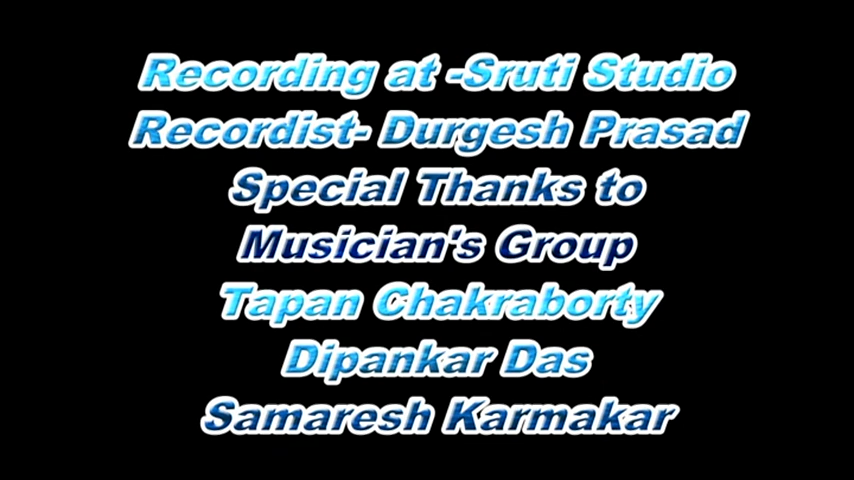 Recording at -Sruti Studio
Recordist- Durgesh Prasad
Special Thanks to
Musician's Group
Tapan Chakraborty
Dipankar Das
Samaresh Karmakar